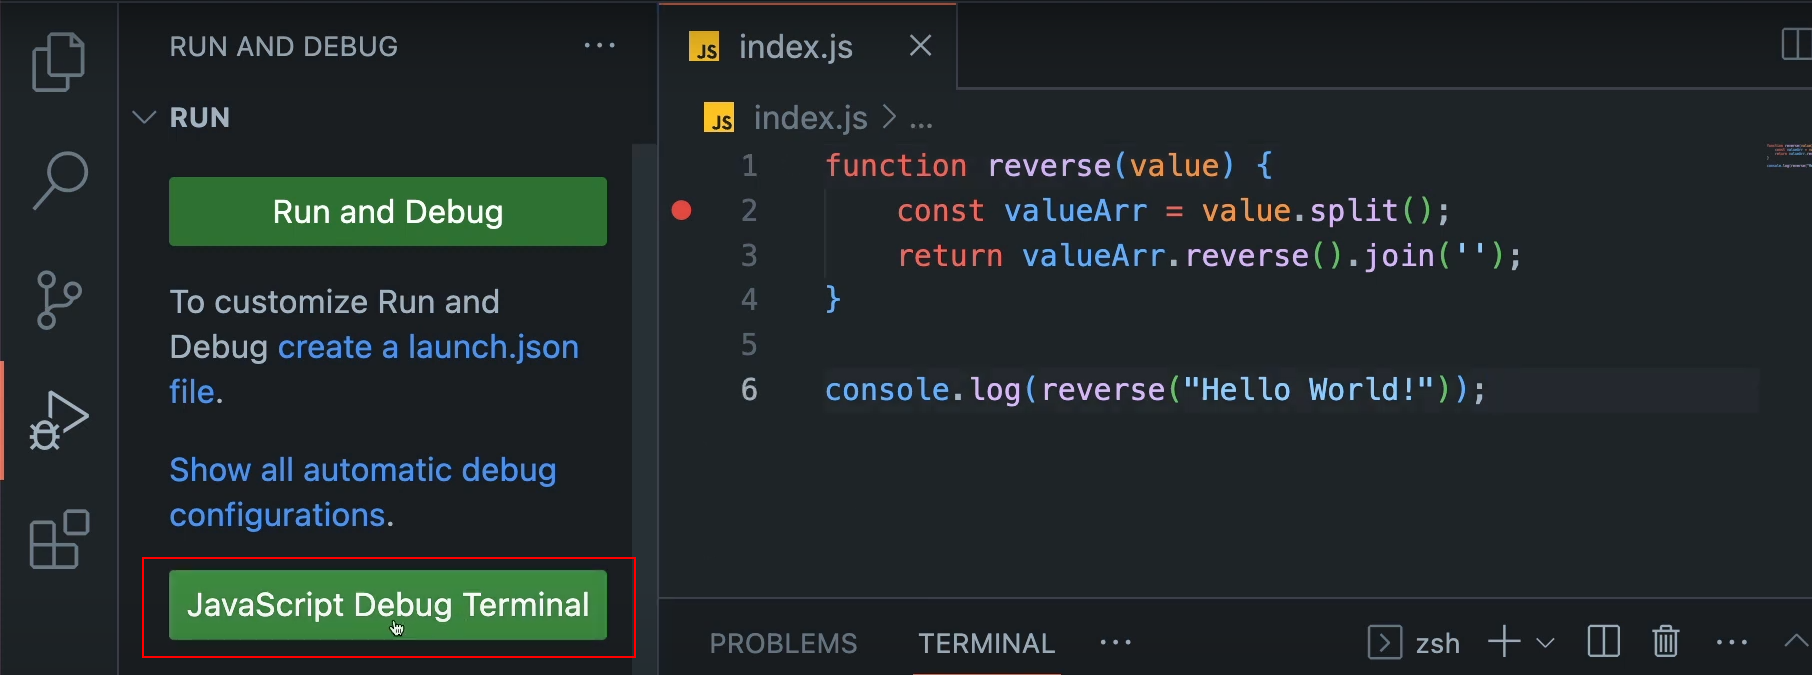 RUN AND DEBUG ...
RUN
Run and Debug
To customize Run and
Debug create a launch.json
file.
Show all automatic debug
configurations.
JavaScript Debug Terminal
JS index.js
JS index.js > ...
1 function reverse(value) {
2 const valueArr = value.split();
3 return valueArr.reverse().join('');
4 }
5
6 console.log(reverse("Hello World!"));
PROBLEMS TERMINAL ... zsh ...